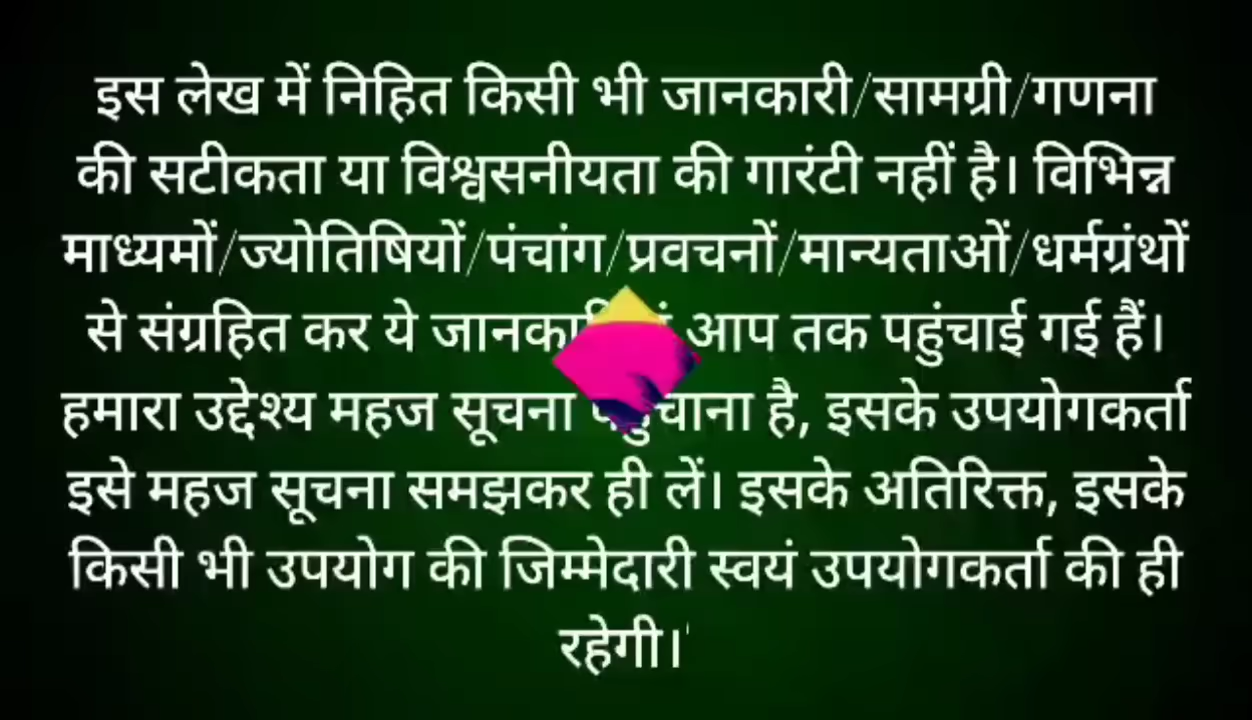 इस लेख में निहित किसी भी जानकारी/सामग्री/गणना
की सटीकता या विश्वसनीयता की गारंटी नहीं है। विभिन्न
माध्यमों/ज्योतिषियों/पंचांग/प्रवचनों/मान्यताओं/धर्मग्रंथों
से संग्रहित कर ये आप तक पहुंचाई गई हैं।
हमारा उद्देश्य महज सूचना है, इसके उपयोगकर्ता
इसे महज सूचना समझकर ही लें। इसके अतिरिक्त, इसके
किसी भी उपयोग की जिम्मेदारी स्वयं उपयोगकर्ता की ही
रहेगी।'